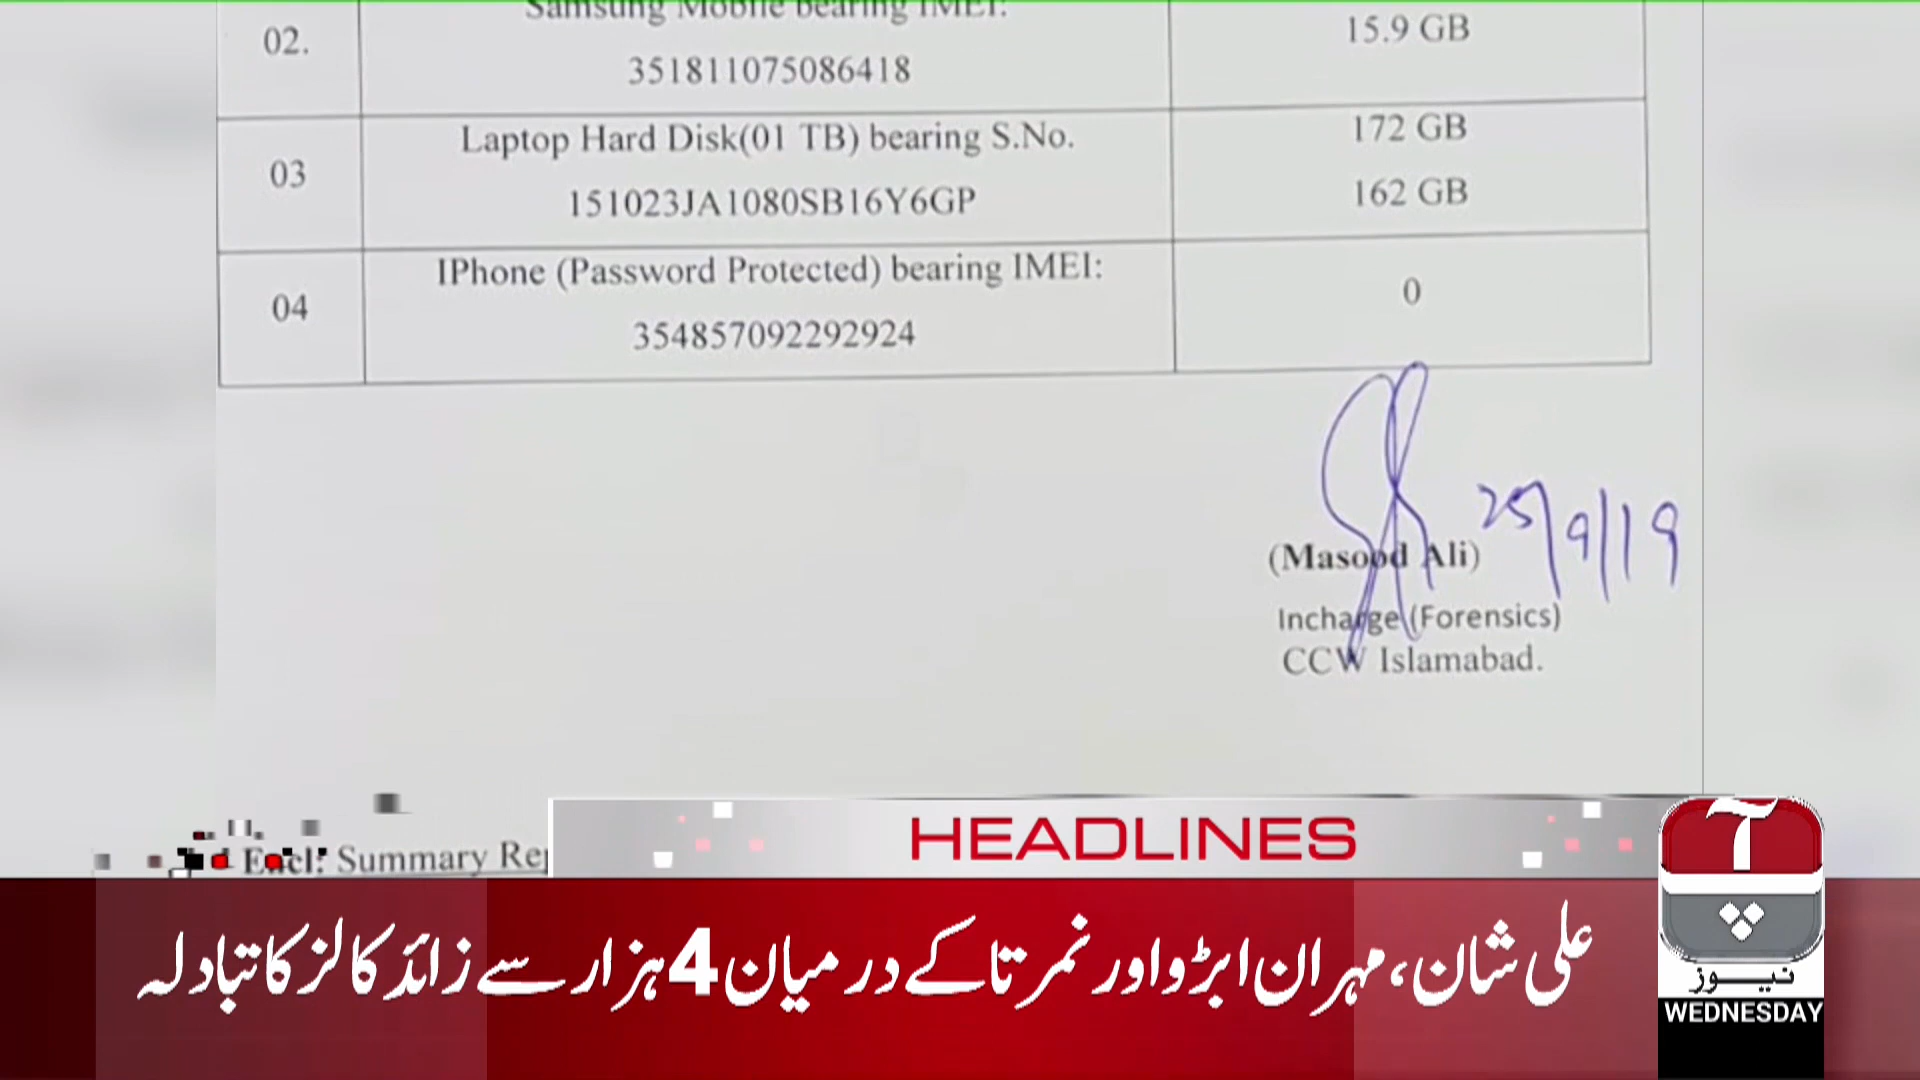 Samsung Mobile bearing IMEI:
02.
15.9 GB
351811075086418
Laptop Hard Disk(01 TB) bearing S.No.
172 GB
03
151023JA1080SB16Y6GP
162 GB
IPhone (Password Protected) bearing IMEI:
04
0
354857092292924
25/9/19
(Masood Ali)
Incharge (Forensics)
CCW Islamabad.
Encl: Summary Rep
HEADLINES
علی شان، مہران ابڑو اور نمرتا کے درمیان 4 ہزار سے زائد کالز کا تبادلہ
آپ
نیوز
WEDNESDAY